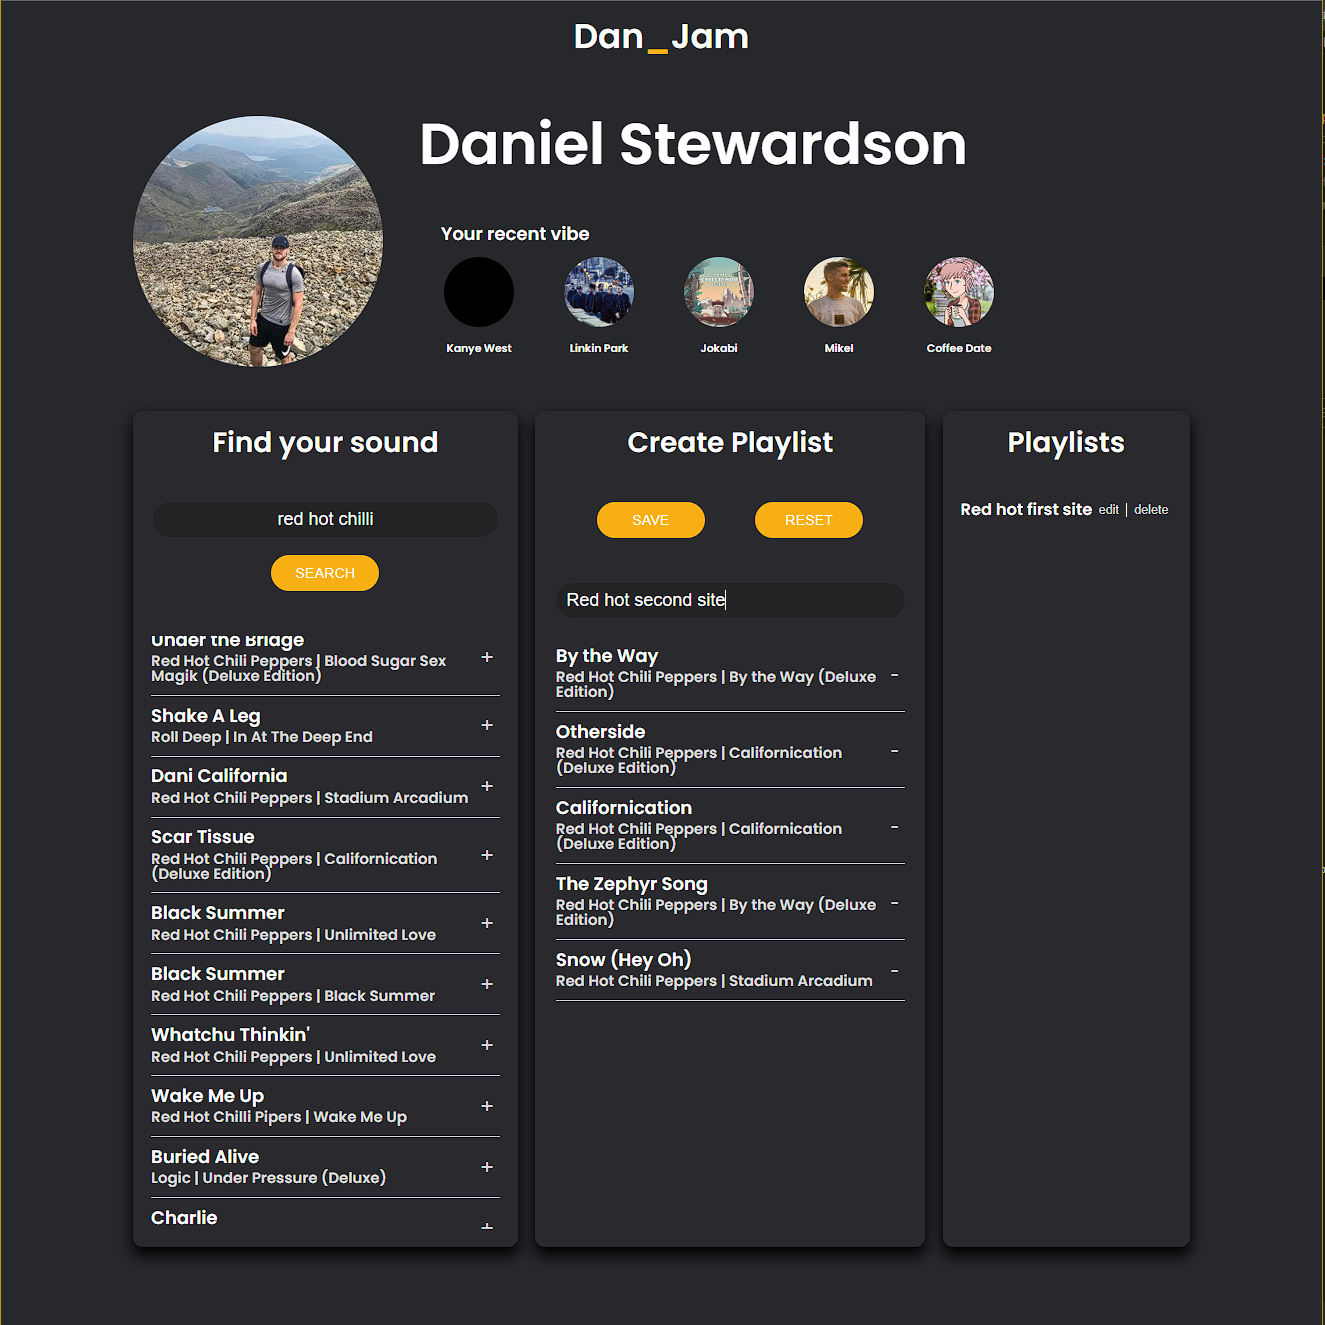 Dan_Jam
Daniel Stewardson
Your recent vibe
Kanye West
Linkin Park
Jokabi
Mikel
Coffee Date
Find your sound
red hot chilli
SEARCH
Under the Bridge
Red Hot Chili Peppers | Blood Sugar Sex
Magik (Deluxe Edition)
+
Shake A Leg
Roll Deep | In At The Deep End
+
Dani California
Red Hot Chili Peppers | Stadium Arcadium
+
Scar Tissue
Red Hot Chili Peppers | Californication
(Deluxe Edition)
+
Black Summer
Red Hot Chili Peppers | Unlimited Love
+
Black Summer
Red Hot Chili Peppers | Black Summer
+
Whatchu Thinkin'
Red Hot Chili Peppers | Unlimited Love
+
Wake Me Up
Red Hot Chilli Pipers | Wake Me Up
+
Buried Alive
Logic | Under Pressure (Deluxe)
+
Charlie
+
Create Playlist
SAVE
RESET
Red hot second site
By the Way
Red Hot Chili Peppers | By the Way (Deluxe
Edition)
-
Otherside
Red Hot Chili Peppers | Californication
(Deluxe Edition)
-
Californication
Red Hot Chili Peppers | Californication
(Deluxe Edition)
-
The Zephyr Song
Red Hot Chili Peppers | By the Way (Deluxe
Edition)
-
Snow (Hey Oh)
Red Hot Chili Peppers | Stadium Arcadium
-
Playlists
Red hot first site edit | delete